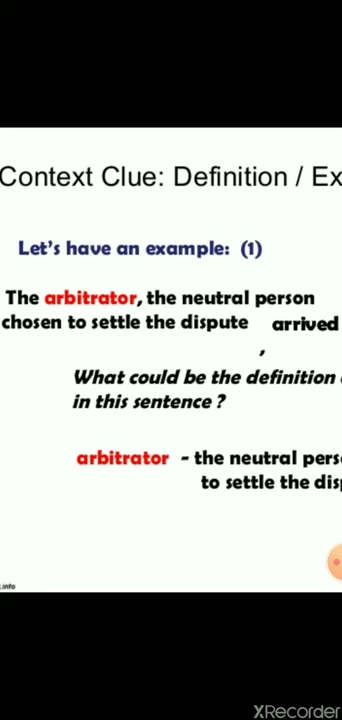 Context Clue: Definition / Ex
Let's have an example: (1)
The arbitrator, the neutral person
chosen to settle the dispute arrived
,
What could be the definition
in this sentence ?
arbitrator - the neutral pers
to settle the dis
.info
XRecorder